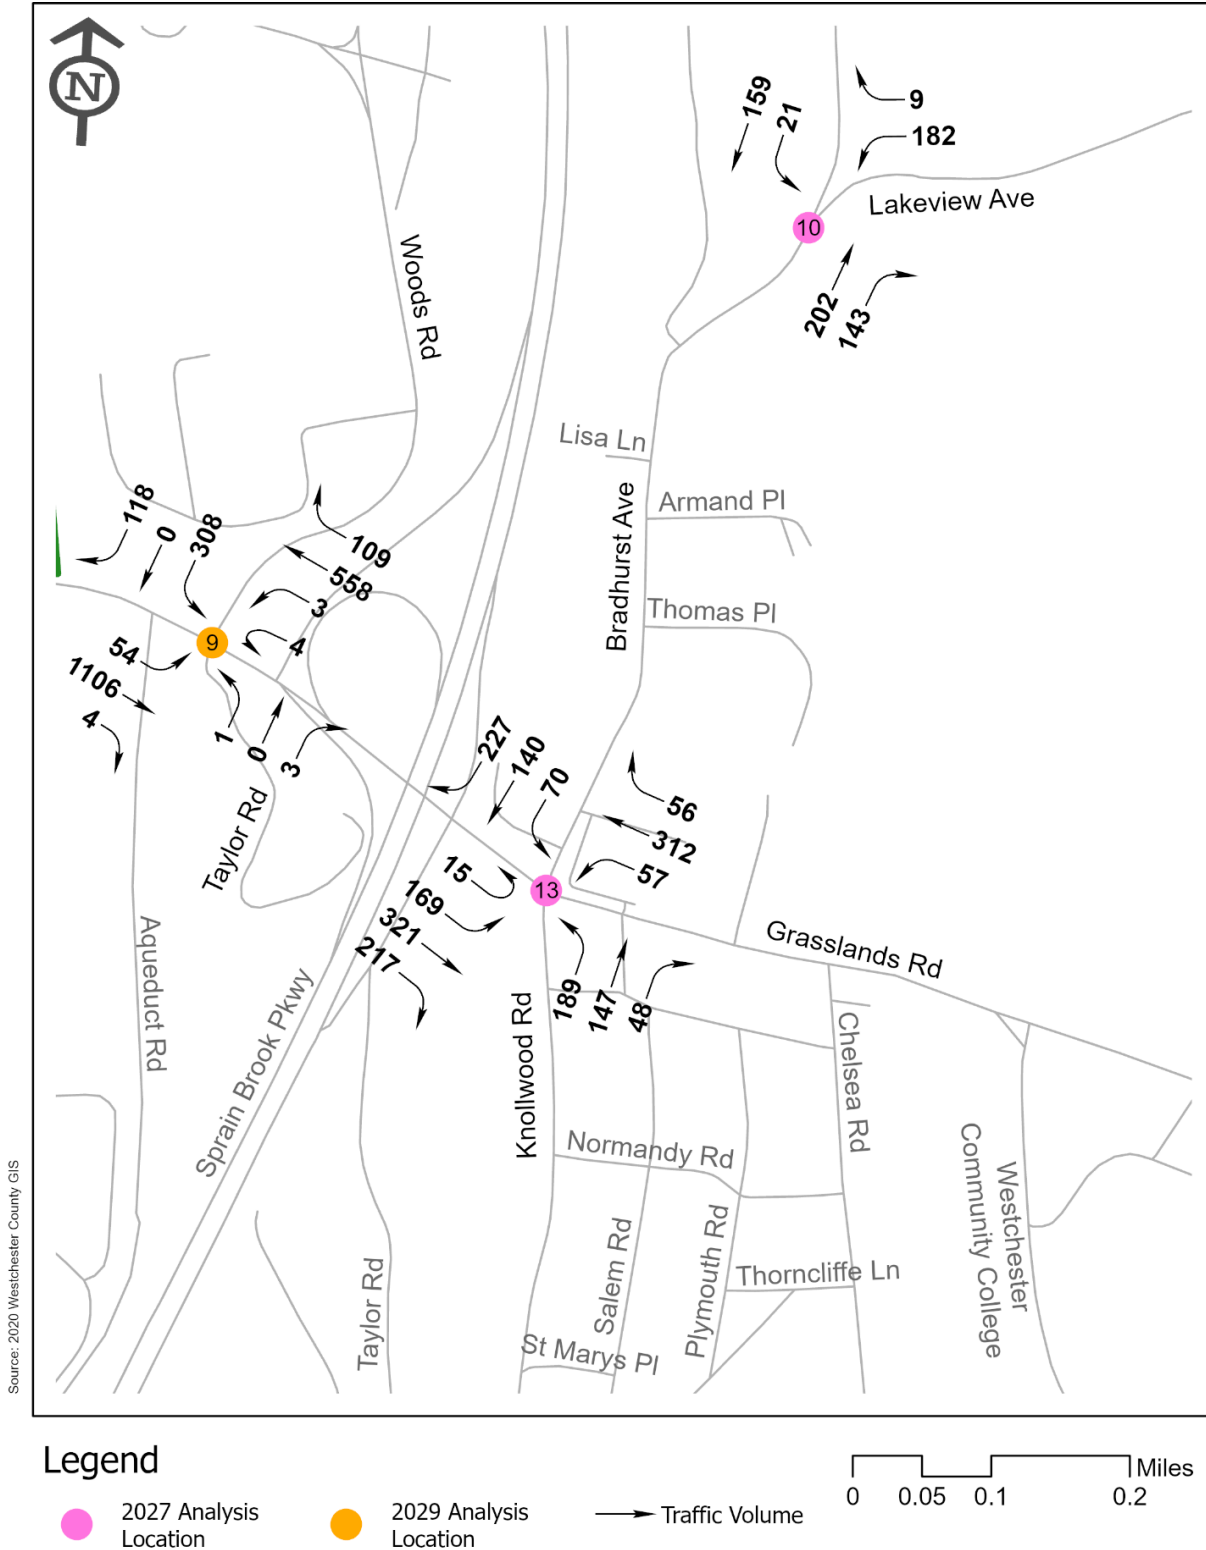 N
159
21
9
182
Lakeview Ave
10
202
143
Woods Rd
Lisa Ln
Armand Pl
Bradhurst Ave
Thomas Pl
118
0
308
109
558
3
4
9
54
1106
4
1
0
3
Taylor Rd
227
140
70
56
312
57
15
169
321
217
13
189
147
48
Grasslands Rd
Aqueduct Rd
Sprain Brook Pkwy
Knollwood Rd
Chelsea Rd
Normandy Rd
Westchester
Community College
Salem Rd
Plymouth Rd
Thorncliffe Ln
Taylor Rd
St Marys Pl
Source: 2020 Westchester County GIS
Legend
2027 Analysis
Location
2029 Analysis
Location
Traffic Volume
Miles
0 0.05 0.1 0.2